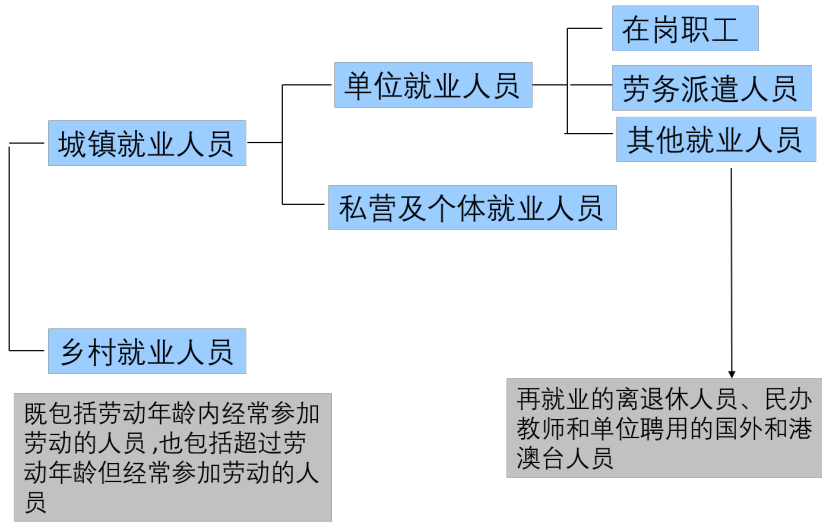 在岗职工
单位就业人员
劳务派遣人员
城镇就业人员
其他就业人员
私营及个体就业人员
乡村就业人员
既包括劳动年龄内经常参加
劳动的人员,也包括超过劳
动年龄但经常参加劳动的人
员
再就业的离退休人员、民办
教师和单位聘用的国外和港
澳台人员